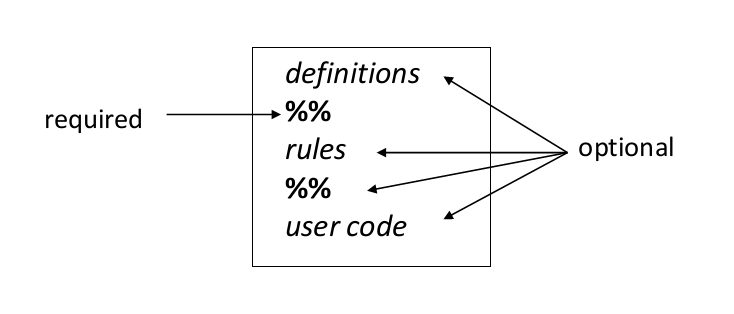 definitions
%%
required
rules
optional
%%
user code